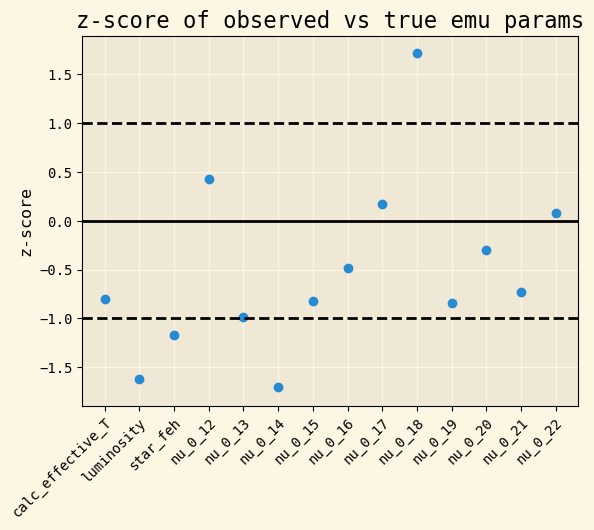 z-score of observed vs true emu params
z-score
1.5
1.0
0.5
0.0
−0.5
−1.0
−1.5
calc_effective_T
luminosity
star_feh
nu_0_12
nu_0_13
nu_0_14
nu_0_15
nu_0_16
nu_0_17
nu_0_18
nu_0_19
nu_0_20
nu_0_21
nu_0_22